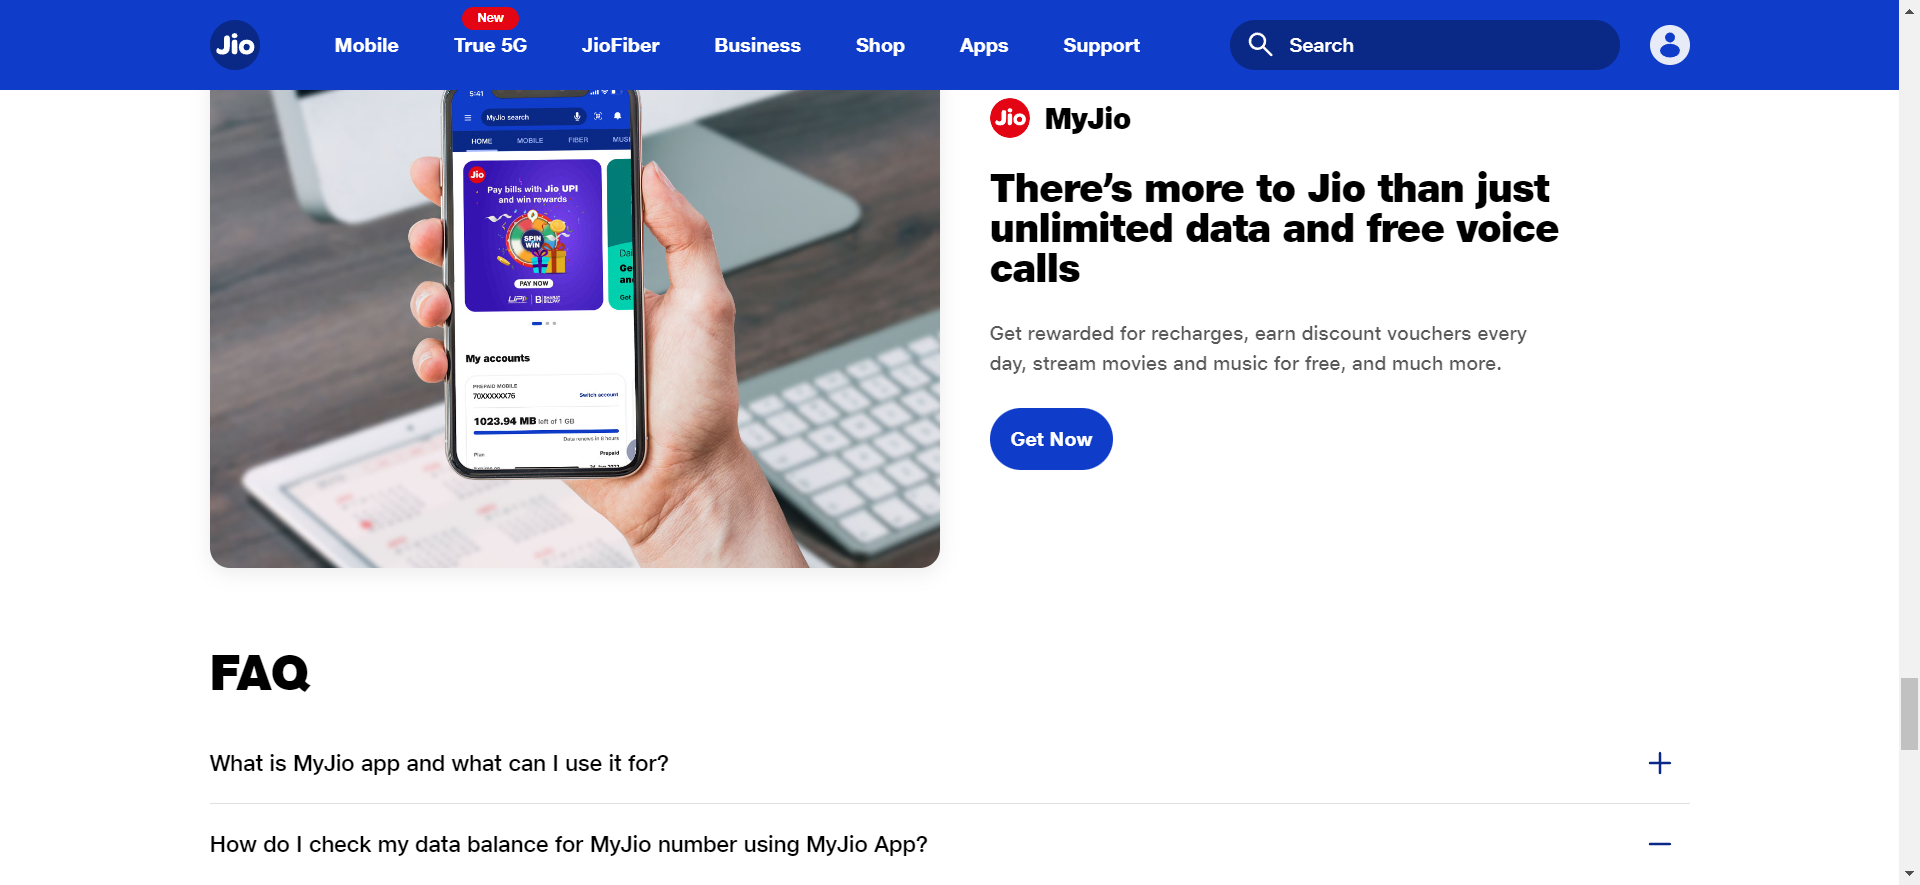 Jio
Mobile
New
True 5G
JioFiber
Business
Shop
Apps
Support
Search
5:41
MyJio search
HOME
MOBILE
FIBER
Jio
Pay bills with Jio UPI
and win rewards
SPIN
WIN
PAY NOW
UPI
My accounts
PREPAID MOBILE
70XXXXXX76
Switch account
1023.94 MB left of 1 GB
Data renews in 8 hours
Plan
Prepaid
Jio MyJio
There’s more to Jio than just
unlimited data and free voice
calls
Get rewarded for recharges, earn discount vouchers every
day, stream movies and music for free, and much more.
Get Now
FAQ
What is MyJio app and what can I use it for?
How do I check my data balance for MyJio number using MyJio App?